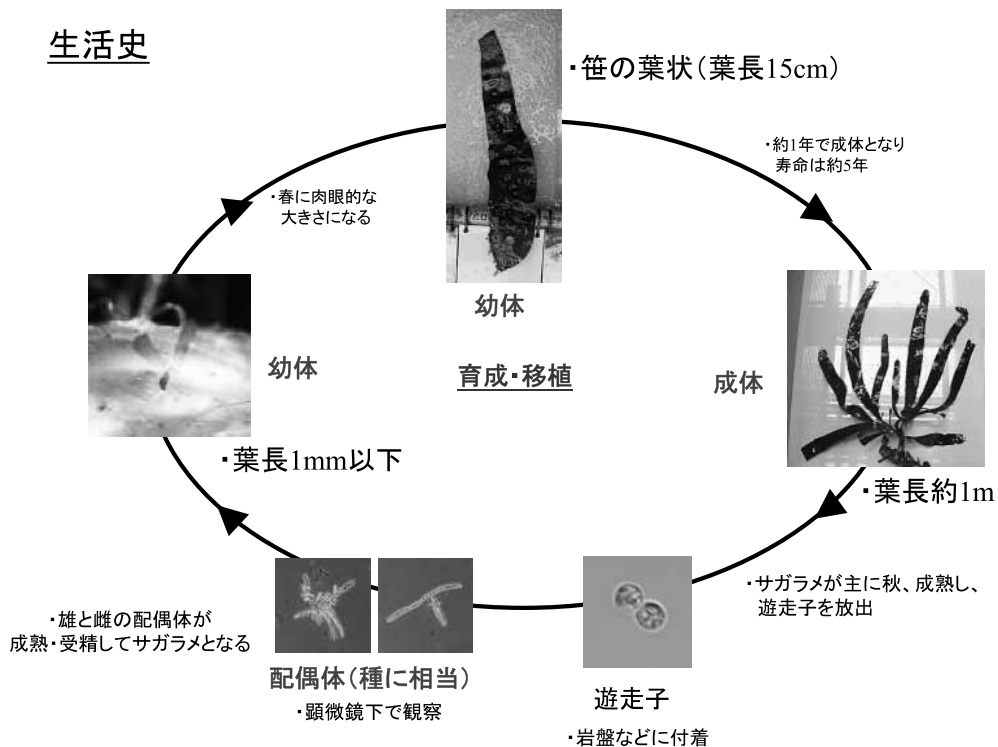 生活史
・笹の葉状（葉長15cm）
・約1年で成体となり
寿命は約5年
・春に肉眼的な
大きさになる
幼体
幼体
育成・移植
成体
・葉長1mm以下
・葉長約1m
・サガラメが主に秋、成熟し、
遊走子を放出
・雄と雌の配偶体が
成熟・受精してサガラメとなる
配偶体（種に相当）
・顕微鏡下で観察
遊走子
・岩盤などに付着